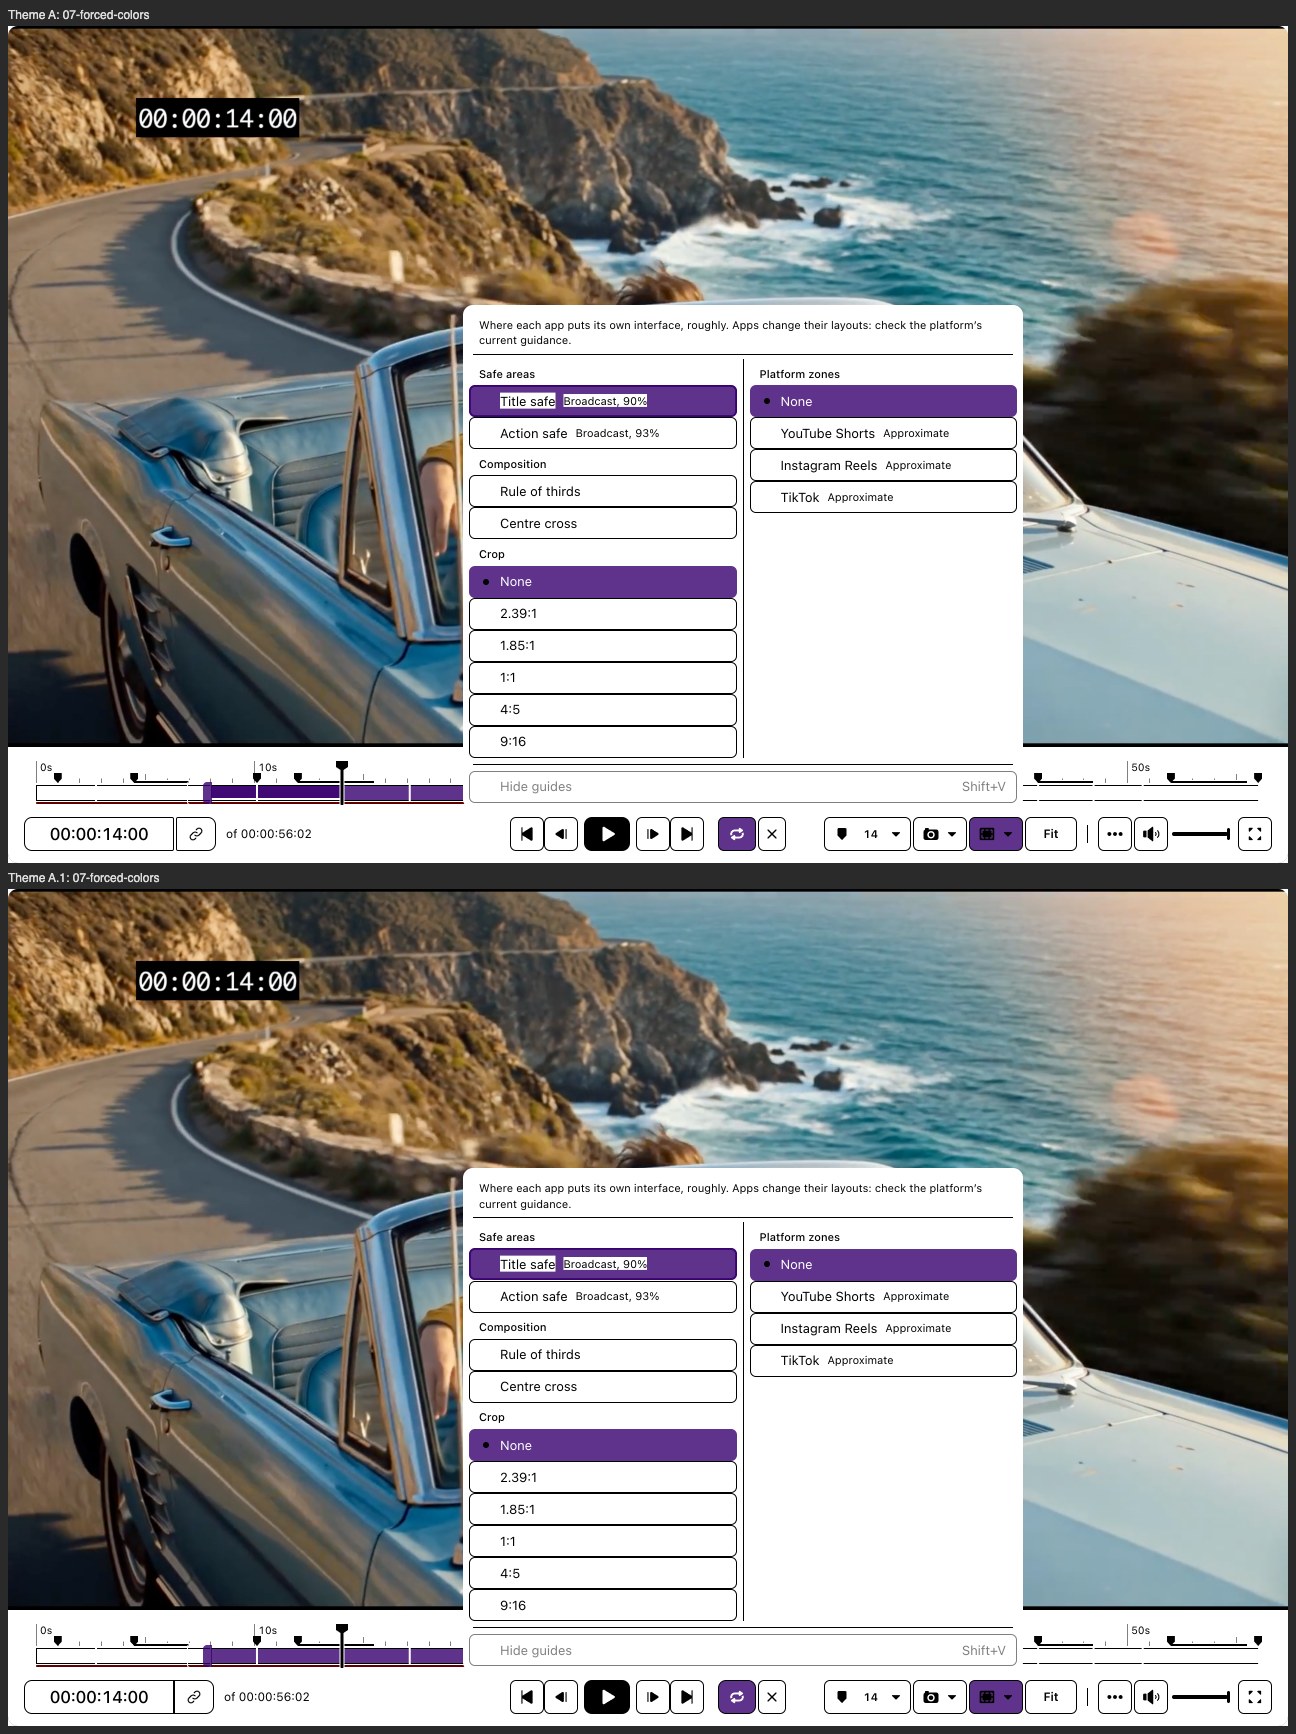 Theme A: 07-forced-colors
00:00:14:00
Where each app puts its own interface, roughly. Apps change their layouts: check the platform's
current guidance.
Safe areas
Title safe Broadcast, 90%
Action safe Broadcast, 93%
Composition
Rule of thirds
Centre cross
Crop
None
2.39:1
1.85:1
1:1
4:5
9:16
Platform zones
None
YouTube Shorts Approximate
Instagram Reels Approximate
TikTok Approximate
Hide guides Shift+V
0s 10s 50s
00:00:14:00 of 00:00:56:02 14 Fit
Theme A.1: 07-forced-colors
00:00:14:00
Where each app puts its own interface, roughly. Apps change their layouts: check the platform's
current guidance.
Safe areas
Title safe Broadcast, 90%
Action safe Broadcast, 93%
Composition
Rule of thirds
Centre cross
Crop
None
2.39:1
1.85:1
1:1
4:5
9:16
Platform zones
None
YouTube Shorts Approximate
Instagram Reels Approximate
TikTok Approximate
Hide guides Shift+V
0s 10s 50s
00:00:14:00 of 00:00:56:02 14 Fit